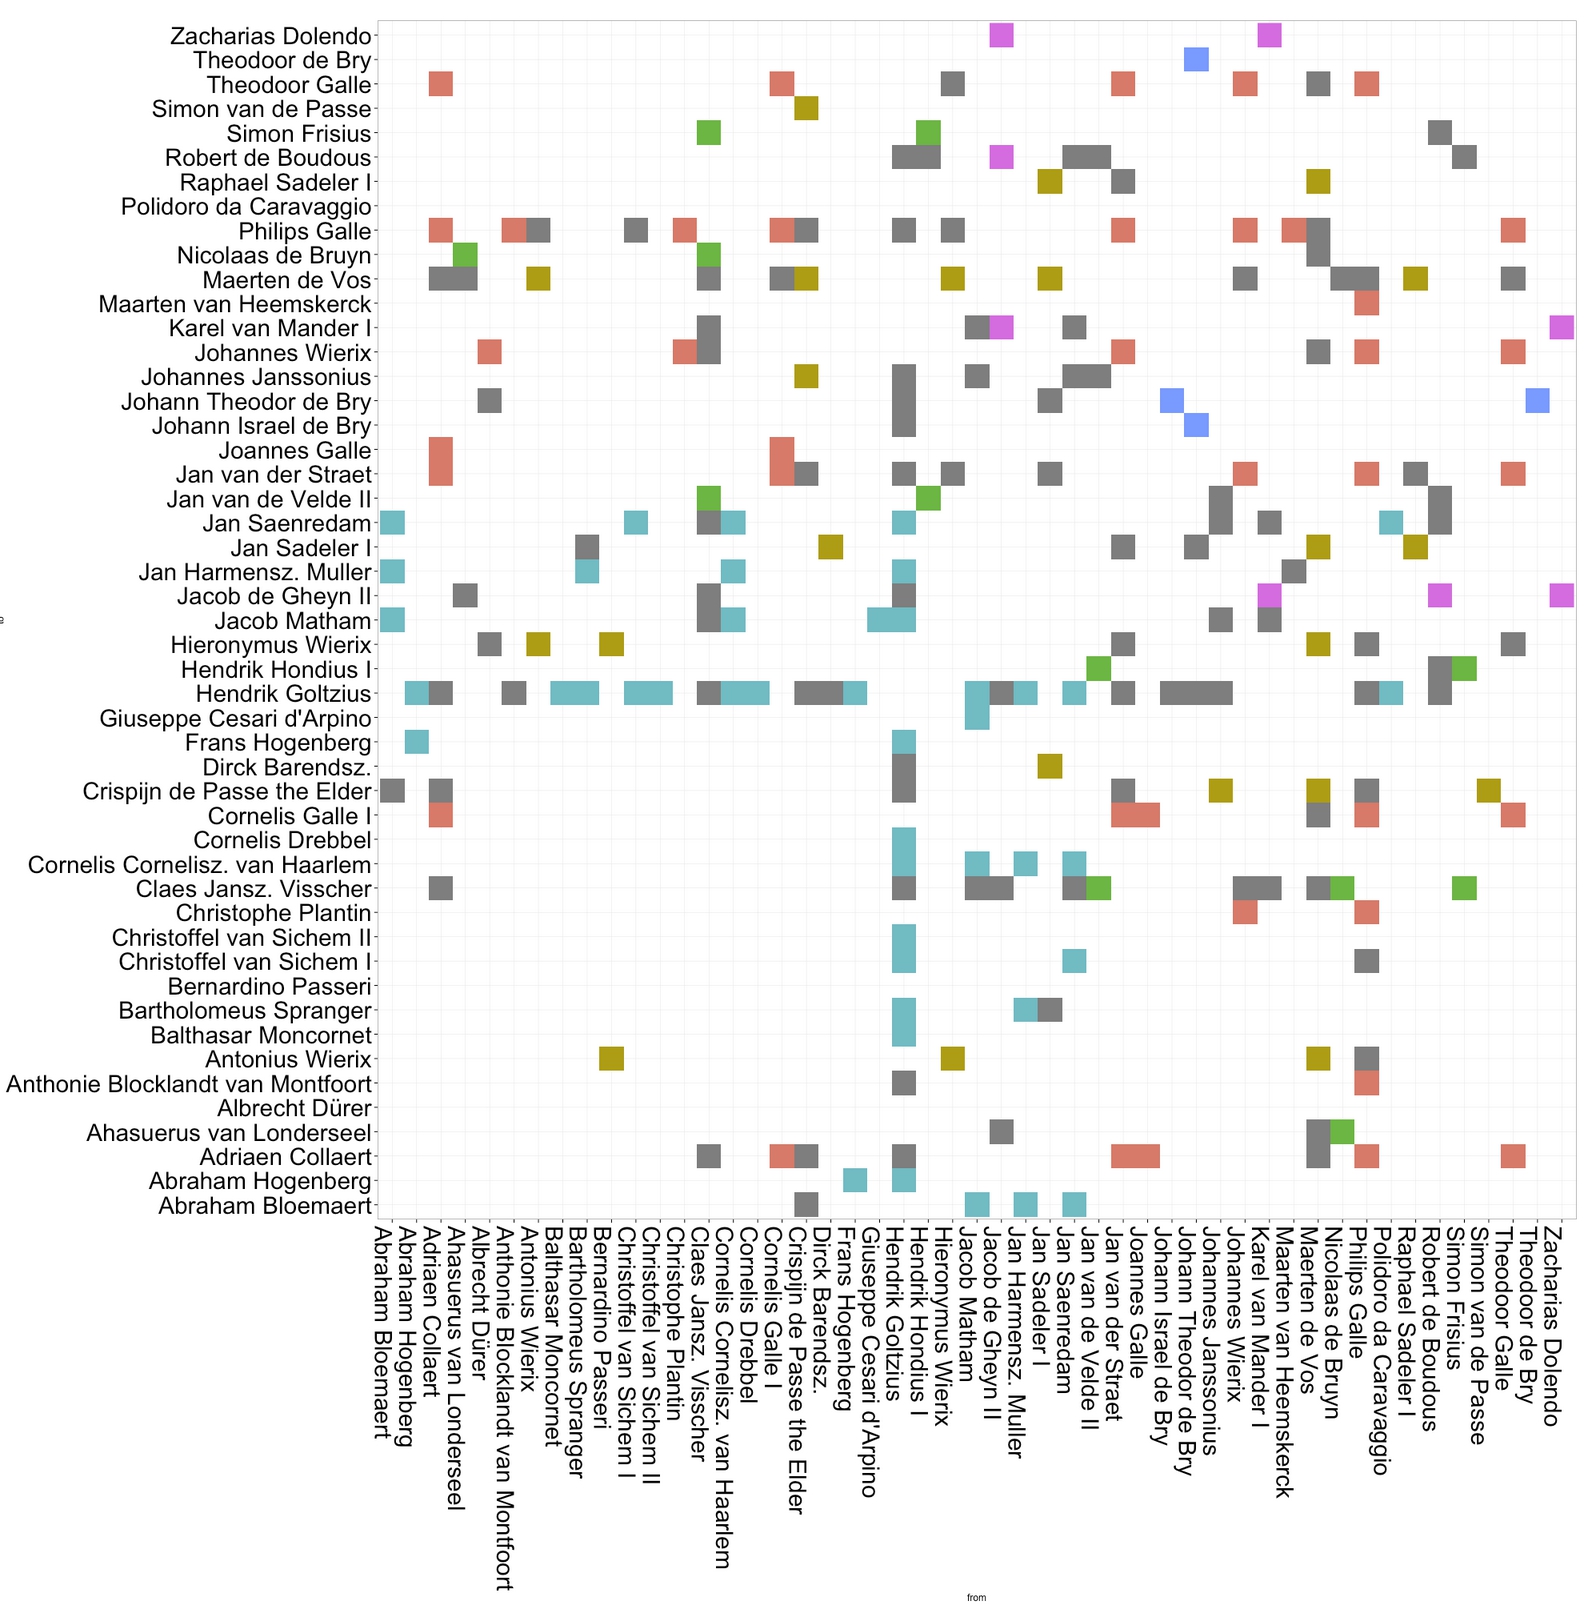 Zacharias Dolendo
Theodoor de Bry
Theodoor Galle
Simon van de Passe
Simon Frisius
Robert de Boudous
Raphael Sadeler I
Polidoro da Caravaggio
Philips Galle
Nicolaas de Bruyn
Maerten de Vos
Maarten van Heemskerck
Karel van Mander I
Johannes Wierix
Johannes Janssonius
Johann Theodor de Bry
Johann Israel de Bry
Joannes Galle
Jan van der Straet
Jan van de Velde II
Jan Saenredam
Jan Sadeler I
Jan Harmensz. Muller
Jacob de Gheyn II
Jacob Matham
Hieronymus Wierix
Hendrik Hondius I
Hendrik Goltzius
Giuseppe Cesari d'Arpino
Frans Hogenberg
Dirck Barendsz.
Crispijn de Passe the Elder
Cornelis Galle I
Cornelis Drebbel
Cornelis Cornelisz. van Haarlem
Claes Jansz. Visscher
Christophe Plantin
Christoffel van Sichem II
Christoffel van Sichem I
Bernardino Passeri
Bartholomeus Spranger
Balthasar Moncornet
Antonius Wierix
Anthonie Blocklandt van Montfoort
Albrecht Dürer
Ahasuerus van Londerseel
Adriaen Collaert
Abraham Hogenberg
Abraham Bloemaert
Abraham Bloemaert
Abraham Hogenberg
Adriaen Collaert
Ahasuerus van Londerseel
Albrecht Dürer
Anthonie Blocklandt van Montfoort
Antonius Wierix
Balthasar Moncornet
Bartholomeus Spranger
Bernardino Passeri
Christoffel van Sichem I
Christoffel van Sichem II
Christophe Plantin
Claes Jansz. Visscher
Cornelis Cornelisz. van Haarlem
Cornelis Drebbel
Cornelis Galle I
Crispijn de Passe the Elder
Dirck Barendsz.
Frans Hogenberg
Giuseppe Cesari d'Arpino
Hendrik Goltzius
Hendrik Hondius I
Hieronymus Wierix
Jacob Matham
Jacob de Gheyn II
Jan Harmensz. Muller
Jan Sadeler I
Jan Saenredam
Jan van de Velde II
Jan van der Straet
Joannes Galle
Johann Israel de Bry
Johann Theodor de Bry
Johannes Janssonius
Johannes Wierix
Karel van Mander I
Maarten van Heemskerck
Maerten de Vos
Nicolaas de Bruyn
Philips Galle
Polidoro da Caravaggio
Raphael Sadeler I
Robert de Boudous
Simon Frisius
Simon van de Passe
Theodoor Galle
Theodoor de Bry
Zacharias Dolendo
from